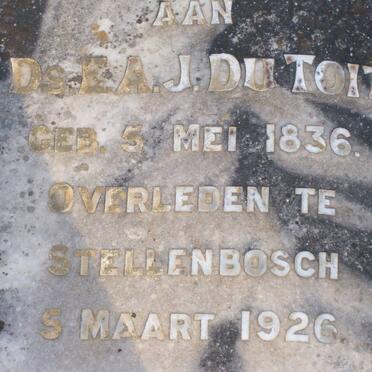 AAN
DS. E. A. J. DU TOIT
GEB. 5 MEI 1836.
OVERLEDEN TE
STELLENBOSCH
5 MAART 1926